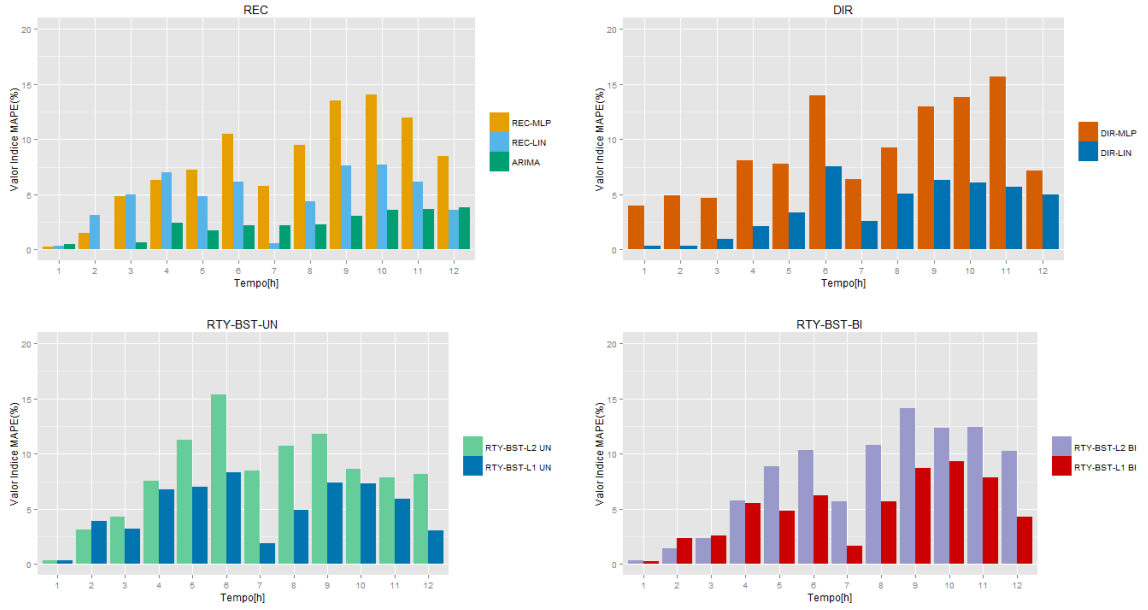 REC
Valor Indice MAPE(%)
20
15
10
5
0
1 2 3 4 5 6 7 8 9 10 11 12
Tempo[h]
REC-MLP
REC-LIN
ARIMA
DIR
Valor Indice MAPE(%)
20
15
10
5
0
1 2 3 4 5 6 7 8 9 10 11 12
Tempo[h]
DIR-MLP
DIR-LIN
RTY-BST-UN
Valor Indice MAPE(%)
20
15
10
5
0
1 2 3 4 5 6 7 8 9 10 11 12
Tempo[h]
RTY-BST-L2 UN
RTY-BST-L1 UN
RTY-BST-BI
Valor Indice MAPE(%)
20
15
10
5
0
1 2 3 4 5 6 7 8 9 10 11 12
Tempo[h]
RTY-BST-L2 BI
RTY-BST-L1 BI